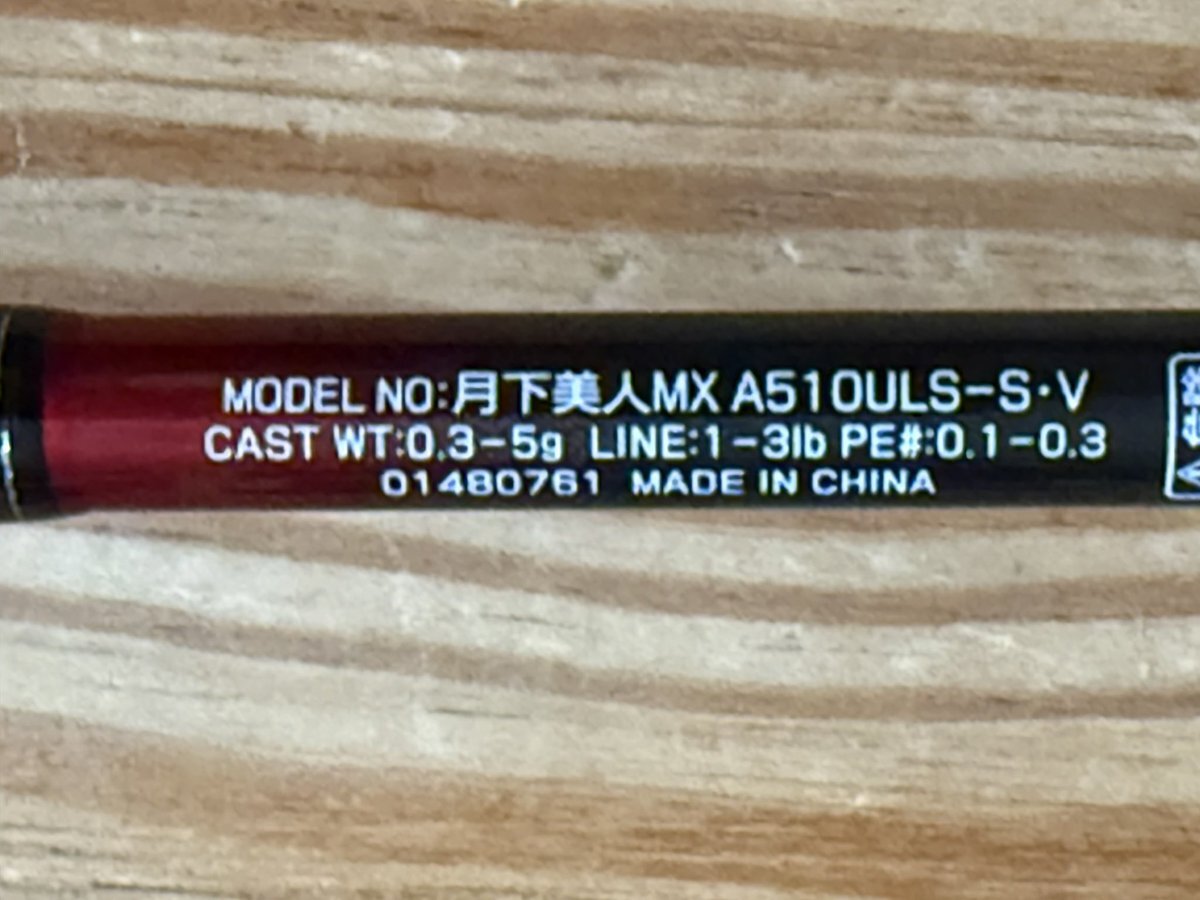 MODEL NO:月下美人MX A510ULS-S・V
CAST WT:0.3-5g LINE:1-3lb PE#:0.1-0.3
01480761 MADE IN CHINA